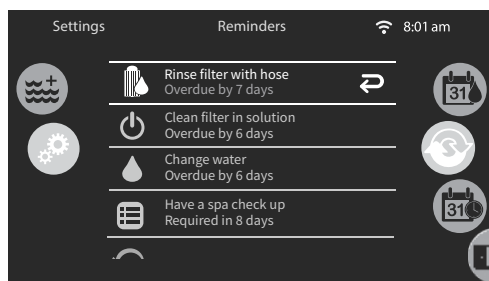 Settings
Reminders
8:01 am
Rinse filter with hose
Overdue by 7 days
Clean filter in solution
Overdue by 6 days
Change water
Overdue by 6 days
Have a spa check up
Required in 8 days
31
31